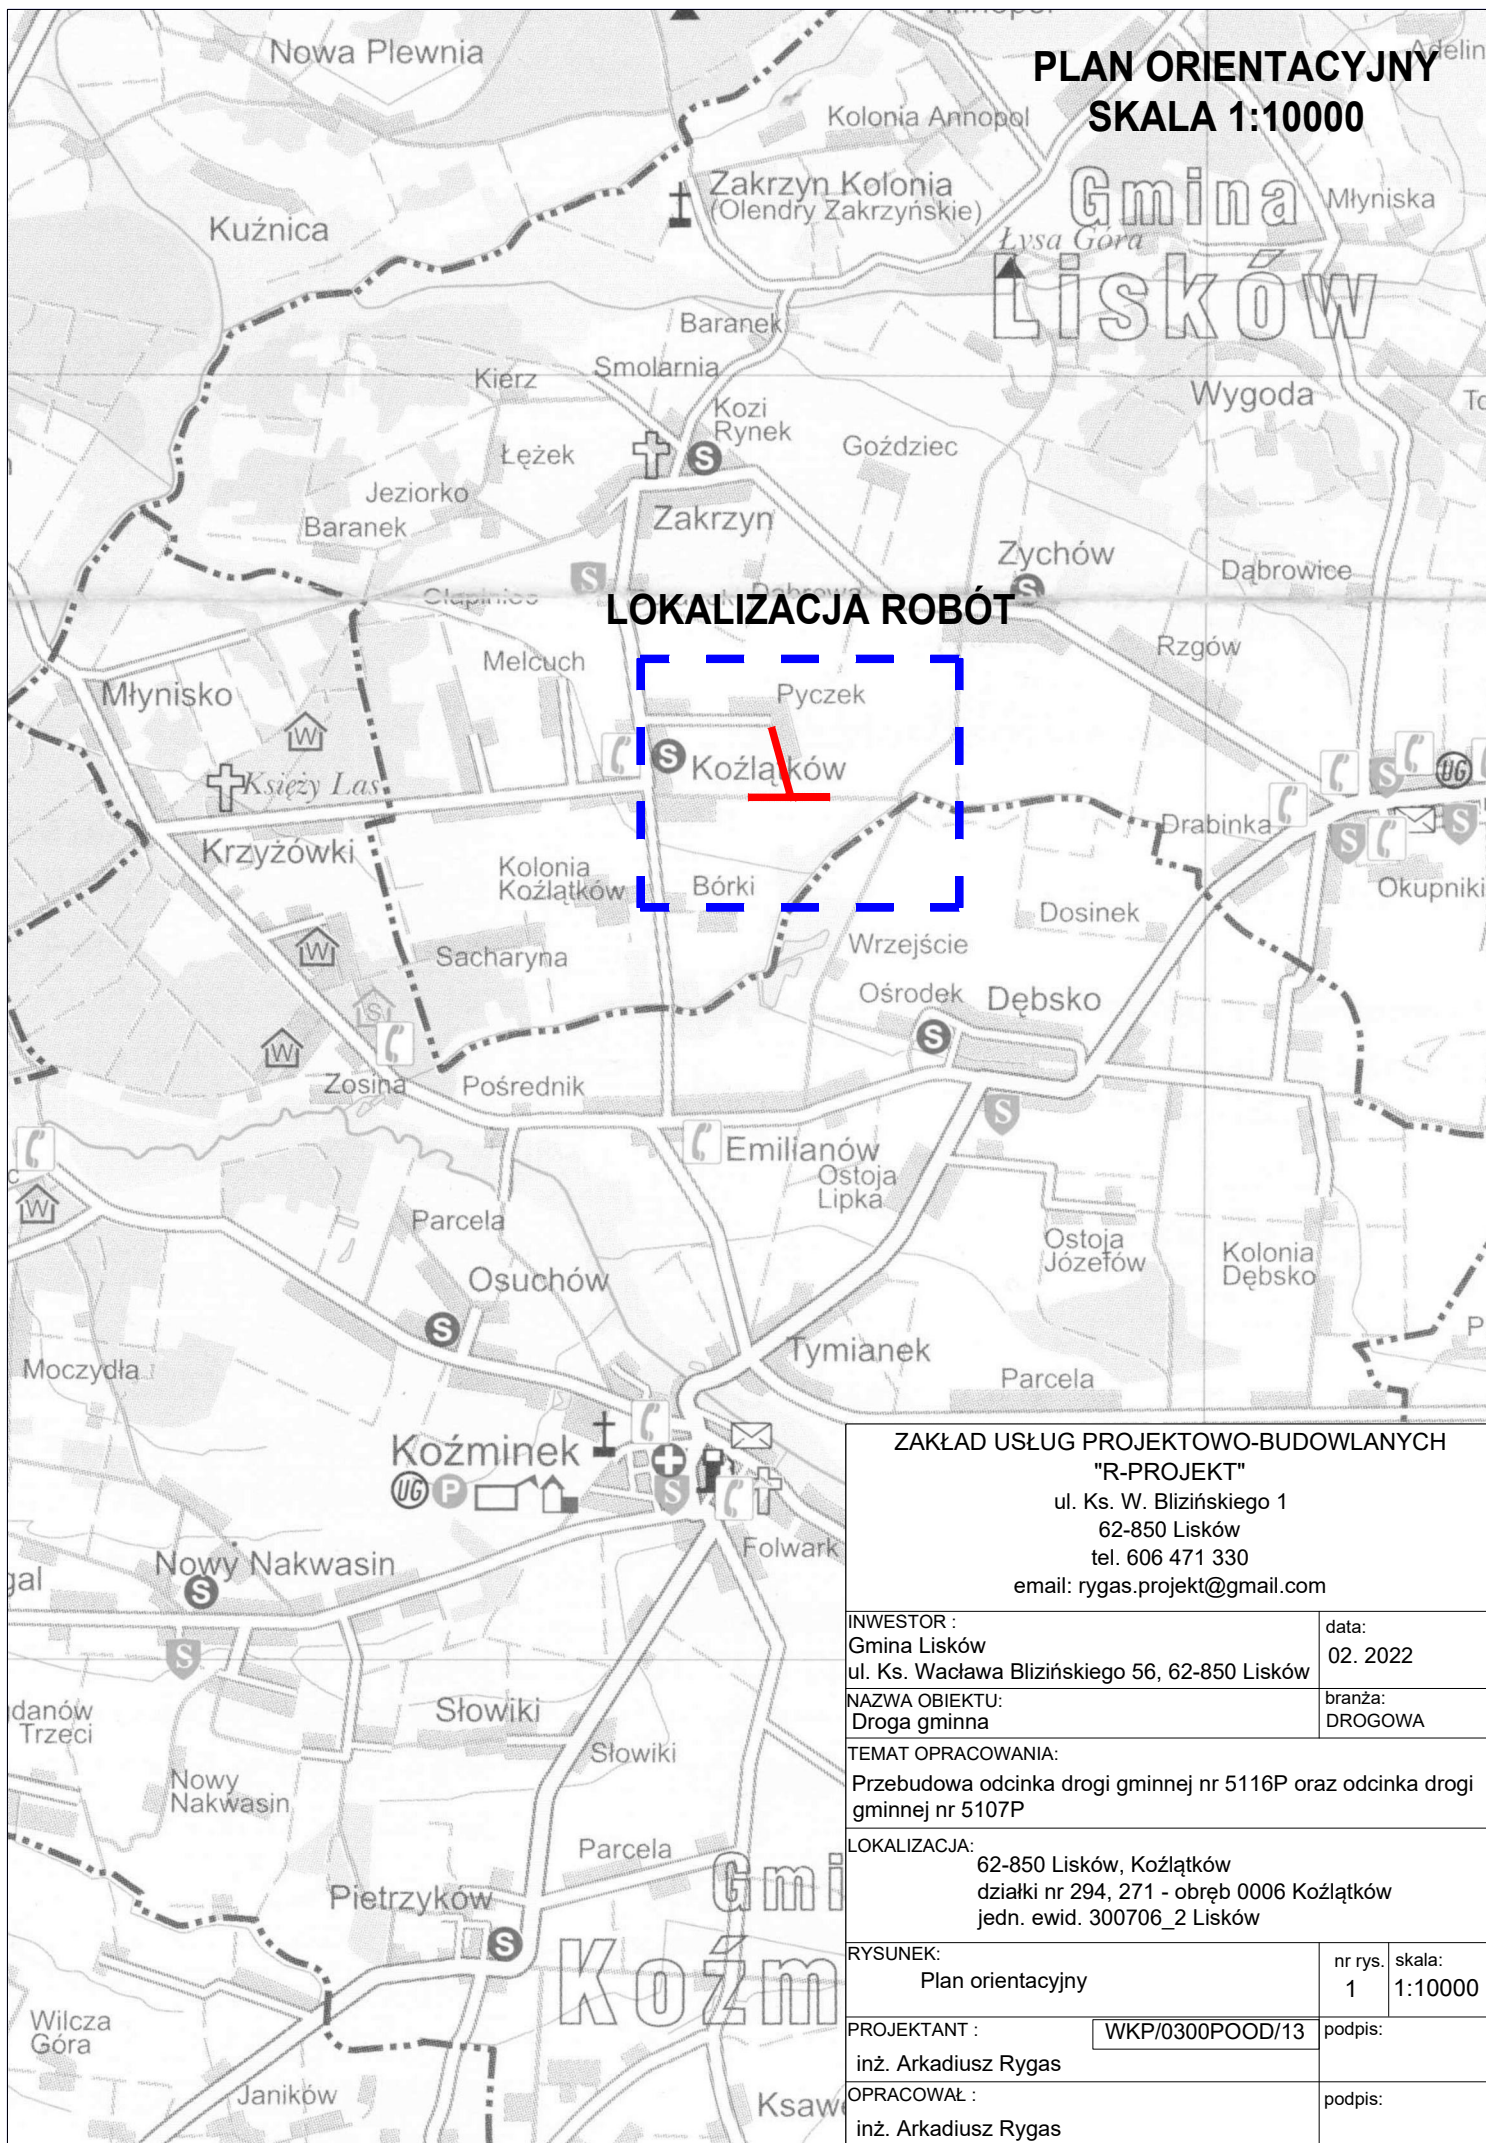 Nowa Plewnia
PLAN ORIENTACYJNY
SKALA 1:10000
Kolonia Annopol
Zakrzyn Kolonia
(Olendry Zakrzyńskie)
Gmina
Lisków
Młyniska
Łysa Góra
Kuźnica
Baranek
Smolarnia
Kierz
Wygoda
Kozi
Rynek
S
Goździec
Łężek
Jeziorko
Baranek
Zakrzyn
Zychów
S
Dąbrowice
S
LOKALIZACJA ROBÓT
Rzgów
Melcuch
Młynisko
Pyczek
W
S
Koźlątków
Księży Las
UG
S
Krzyżówki
Drabinka
S
S
Kolonia
Koźlątków
Bórki
Okupniki
Dosinek
W
Sacharyna
Wrzejście
Ośrodek
Dębsko
S
S
W
Zosina
Pośrednik
S
Emilianów
Ostoja
Lipka
W
Parcela
Ostoja
Józefów
Kolonia
Dębsko
Osuchów
S
Tymianek
Moczydła
Parcela
Koźminek
UG
P
S
Folwark
Nowy Nakwasin
S
S
Słowiki
Trzeci
Słowiki
Nowy
Nakwasin
Parcela
Pietrzyków
S
Gmi
Koźm
Wilcza
Góra
Janików
Ksaw
ZAKŁAD USŁUG PROJEKTOWO-BUDOWLANYCH
"R-PROJEKT"
ul. Ks. W. Blizińskiego 1
62-850 Lisków
tel. 606 471 330
email: rygas.projekt@gmail.com
INWESTOR :
Gmina Lisków
ul. Ks. Wacława Blizińskiego 56, 62-850 Lisków
data:
02. 2022
NAZWA OBIEKTU:
Droga gminna
branża:
DROGOWA
TEMAT OPRACOWANIA:
Przebudowa odcinka drogi gminnej nr 5116P oraz odcinka drogi
gminnej nr 5107P
LOKALIZACJA:
62-850 Lisków, Koźlątków
działki nr 294, 271 - obręb 0006 Koźlątków
jedn. ewid. 300706_2 Lisków
RYSUNEK:
Plan orientacyjny
nr rys.
1
skala:
1:10000
PROJEKTANT :
WKP/0300POOD/13
inż. Arkadiusz Rygas
podpis:
OPRACOWAŁ :
inż. Arkadiusz Rygas
podpis: